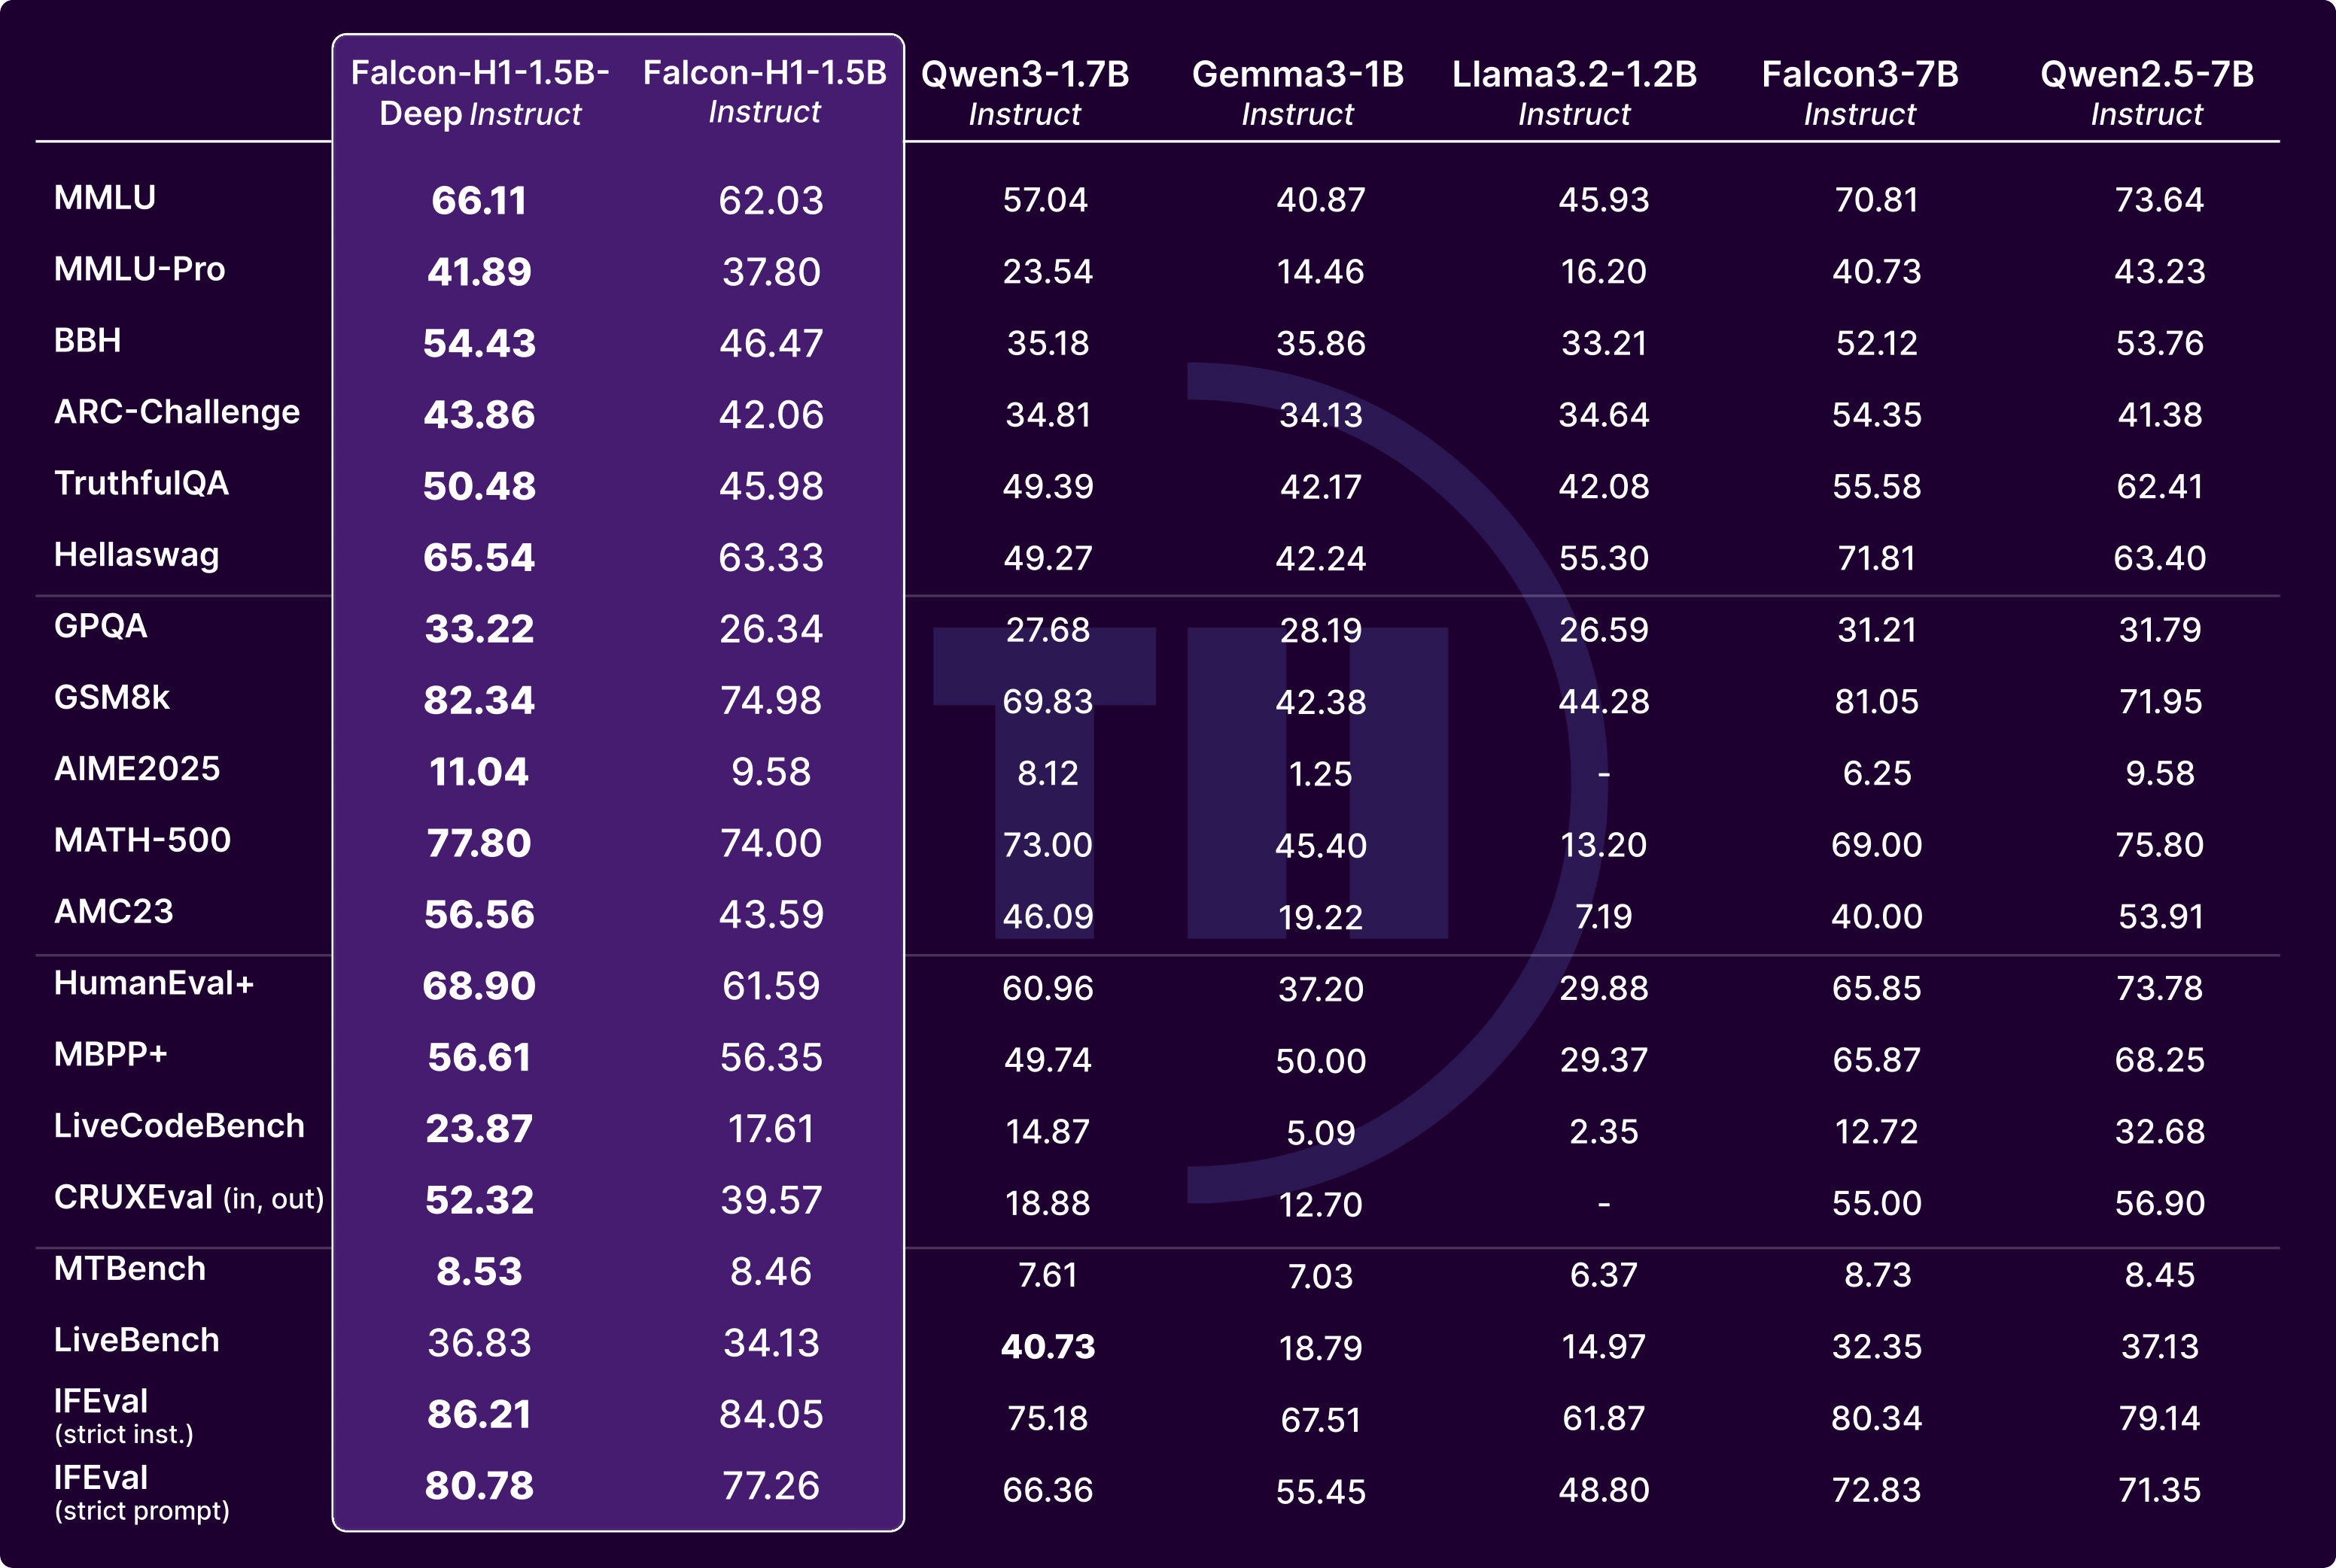 Falcon-H1-1.5B-Deep Instruct Falcon-H1-1.5B Instruct Qwen3-1.7B Instruct Gemma3-1B Instruct Llama3.2-1.2B Instruct Falcon3-7B Instruct Qwen2.5-7B Instruct
MMLU 66.11 62.03 57.04 40.87 45.93 70.81 73.64
MMLU-Pro 41.89 37.80 23.54 14.46 16.20 40.73 43.23
BBH 54.43 46.47 35.18 35.86 33.21 52.12 53.76
ARC-Challenge 43.86 42.06 34.81 34.13 34.64 54.35 41.38
TruthfulQA 50.48 45.98 49.39 42.17 42.08 55.58 62.41
Hellaswag 65.54 63.33 49.27 42.24 55.30 71.81 63.40
GPQA 33.22 26.34 27.68 28.19 26.59 31.21 31.79
GSM8k 82.34 74.98 69.83 42.38 44.28 81.05 71.95
AIME2025 11.04 9.58 8.12 1.25 - 6.25 9.58
MATH-500 77.80 74.00 73.00 45.40 13.20 69.00 75.80
AMC23 56.56 43.59 46.09 19.22 7.19 40.00 53.91
HumanEval+ 68.90 61.59 60.96 37.20 29.88 65.85 73.78
MBPP+ 56.61 56.35 49.74 50.00 29.37 65.87 68.25
LiveCodeBench 23.87 17.61 14.87 5.09 2.35 12.72 32.68
CRUXEval (in, out) 52.32 39.57 18.88 12.70 - 55.00 56.90
MTBench 8.53 8.46 7.61 7.03 6.37 8.73 8.45
LiveBench 36.83 34.13 40.73 18.79 14.97 32.35 37.13
IFEval (strict inst.) 86.21 84.05 75.18 67.51 61.87 80.34 79.14
IFEval (strict prompt) 80.78 77.26 66.36 55.45 48.80 72.83 71.35
TII